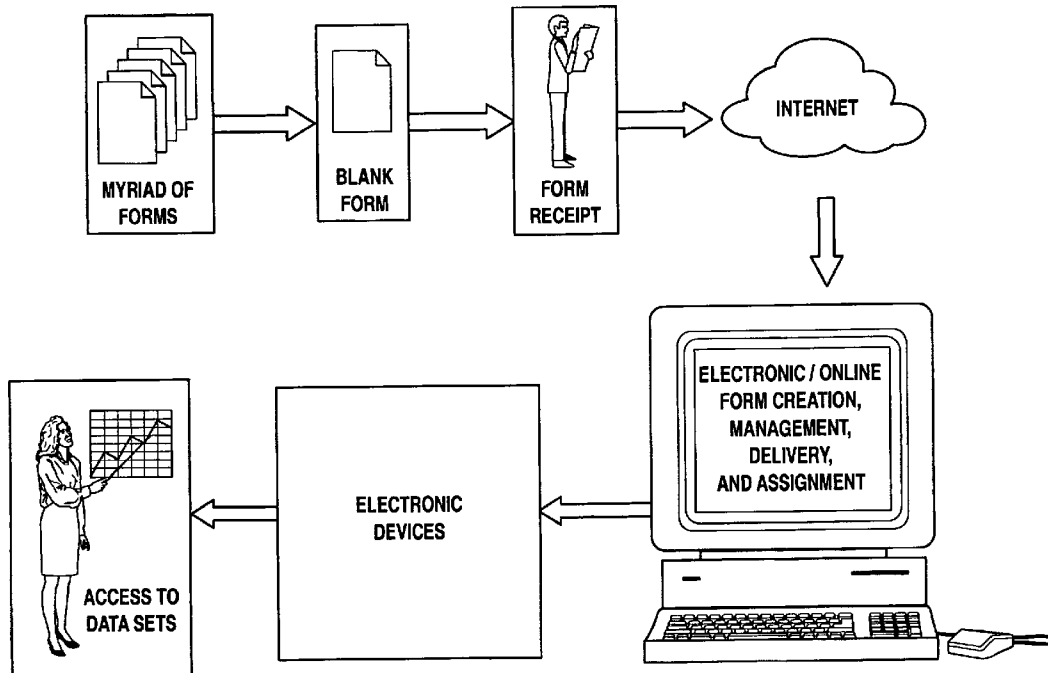 MYRIAD OF
FORMS
BLANK
FORM
FORM
RECEIPT
INTERNET
ELECTRONIC / ONLINE
FORM CREATION,
MANAGEMENT,
DELIVERY,
AND ASSIGNMENT
ELECTRONIC
DEVICES
ACCESS TO
DATA SETS